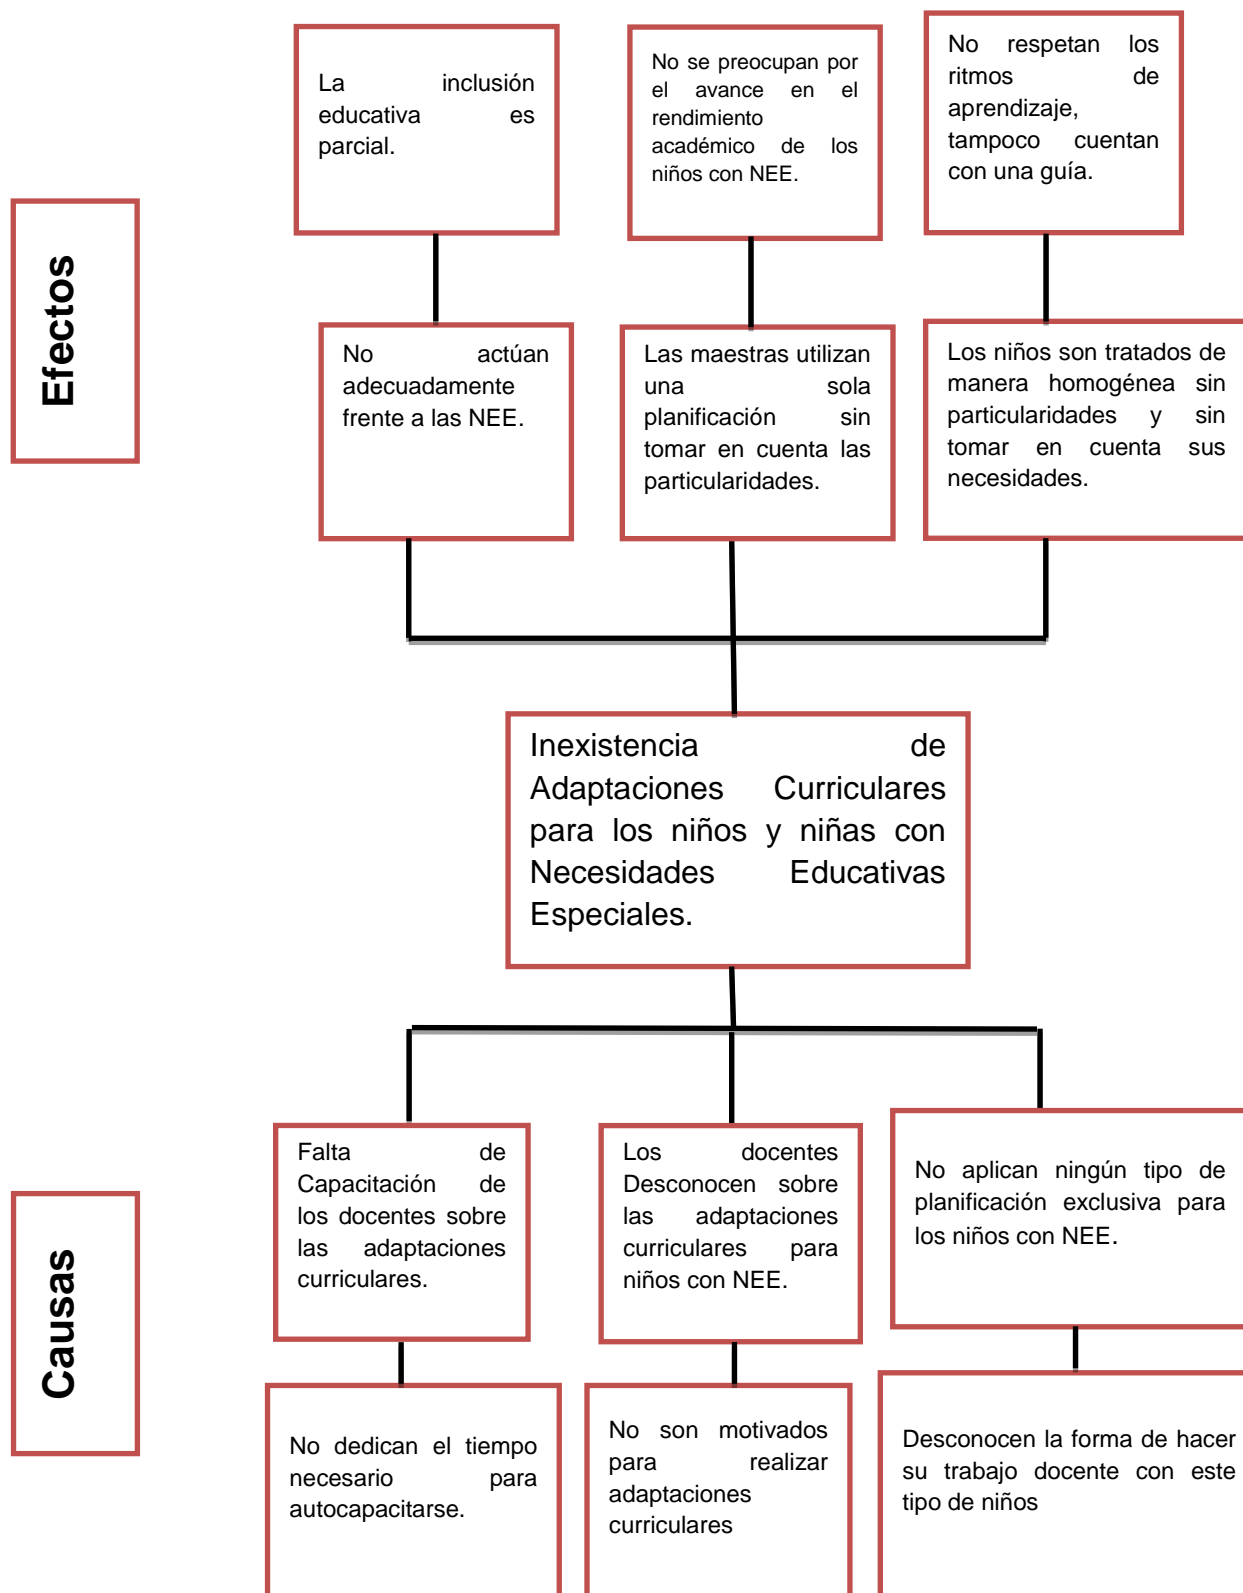 La inclusión
educativa es
parcial.
No se preocupan por
el avance en el
rendimiento
académico de los
niños con NEE.
No respetan los
ritmos de
aprendizaje,
tampoco cuentan
con una guía.
Efectos
No actúan
adecuadamente
frente a las NEE.
Las maestras utilizan
una sola
planificación sin
tomar en cuenta las
particularidades.
Los niños son tratados de
manera homogénea sin
particularidades y sin
tomar en cuenta sus
necesidades.
Inexistencia de
Adaptaciones Curriculares
para los niños y niñas con
Necesidades Educativas
Especiales.
Causas
Falta de
Capacitación de
los docentes sobre
las adaptaciones
curriculares.
Los docentes
Desconocen sobre
las adaptaciones
curriculares para
niños con NEE.
No aplican ningún tipo de
planificación exclusiva para
los niños con NEE.
No dedican el tiempo
necesario para
autocapacitarse.
No son motivados
para realizar
adaptaciones
curriculares
Desconocen la forma de hacer
su trabajo docente con este
tipo de niños